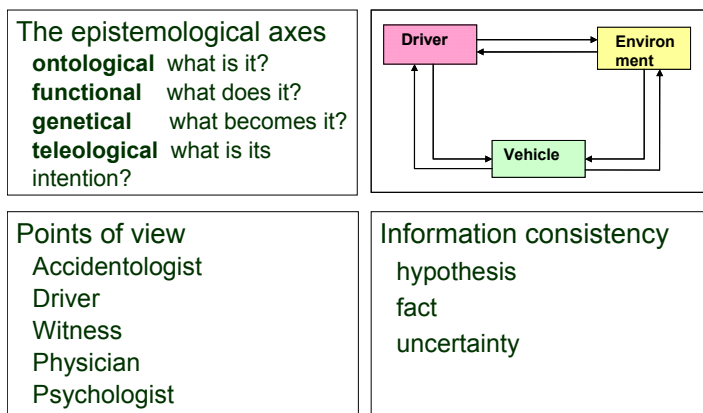 The epistemological axes
ontological what is it?
functional what does it?
genetical what becomes it?
teleological what is its
intention?
Driver
Environ
ment
Vehicle
Points of view
Accidentologist
Driver
Witness
Physician
Psychologist
Information consistency
hypothesis
fact
uncertainty